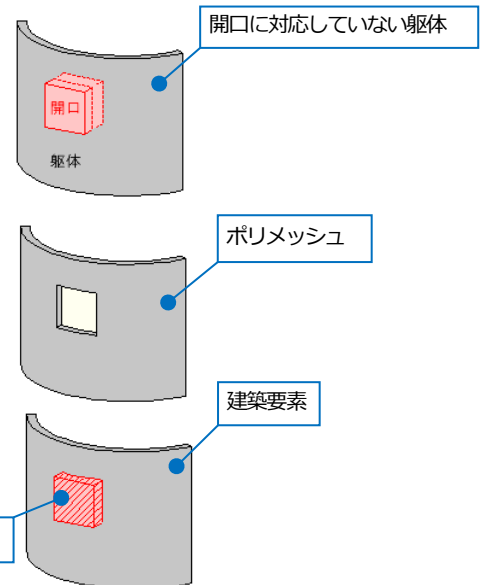 開口に対応していない躯体
開口
躯体
ポリメッシュ
建築要素